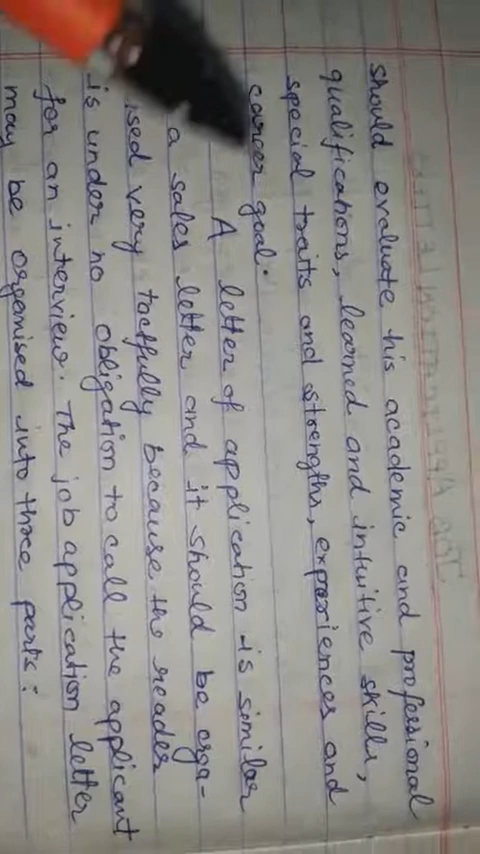 should evaluate his academic and professional
qualifications, learned and intuitive skills,
special traits and strengths, experiences and
career goal.
A letter of application is similar
a sales letter and it should be orga-
ised very tactfully because the reader
is under no obligation to call the applicant
for an interview. The job application letter
may be organised into three parts: